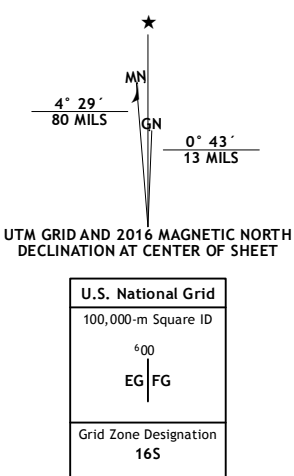 ★
MN
GN
4° 29´
80 MILS
0° 43´
13 MILS
UTM GRID AND 2016 MAGNETIC NORTH
DECLINATION AT CENTER OF SHEET
U.S. National Grid
100,000-m Square ID
⁶00
EG FG
Grid Zone Designation
16S